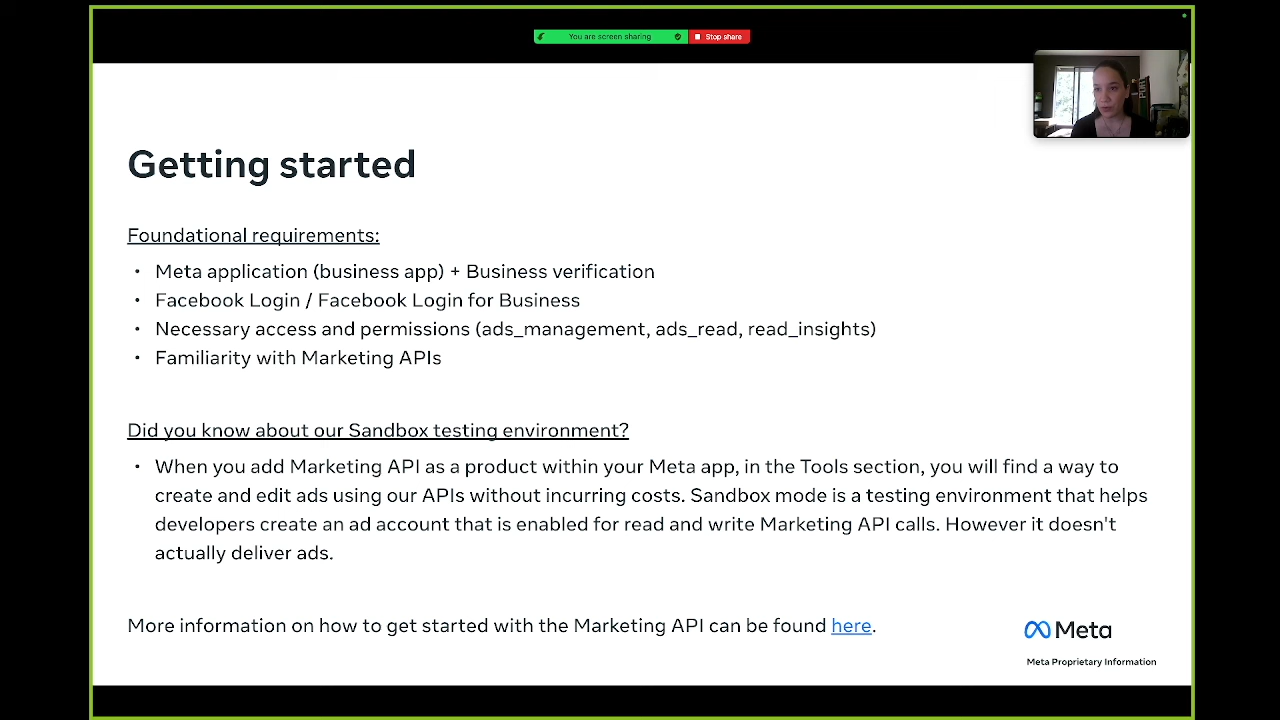 You are screen sharing
Stop share
Getting started
Foundational requirements:
• Meta application (business app) + Business verification
• Facebook Login / Facebook Login for Business
• Necessary access and permissions (ads_management, ads_read, read_insights)
• Familiarity with Marketing APIs
Did you know about our Sandbox testing environment?
• When you add Marketing API as a product within your Meta app, in the Tools section, you will find a way to
create and edit ads using our APIs without incurring costs. Sandbox mode is a testing environment that helps
developers create an ad account that is enabled for read and write Marketing API calls. However it doesn't
actually deliver ads.
More information on how to get started with the Marketing API can be found here.
Meta
Meta Proprietary Information